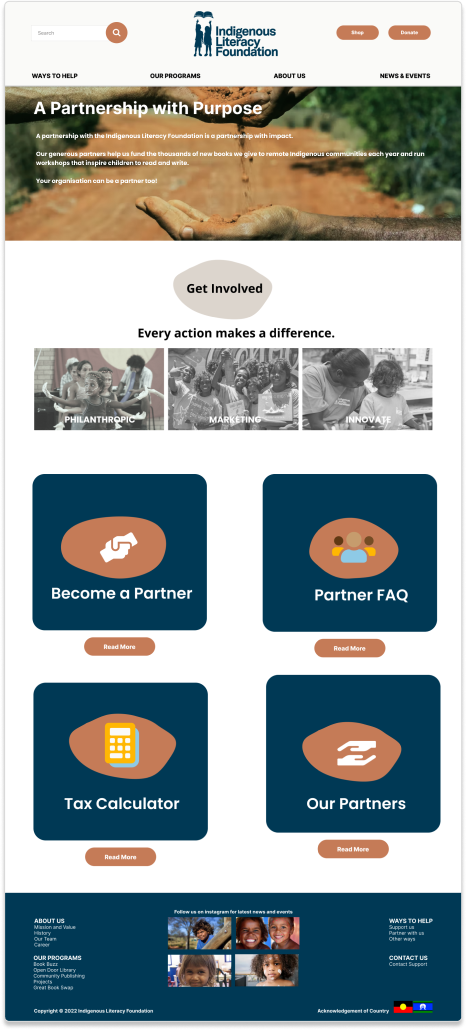 Search
Indigenous
Literacy
Foundation
Shop
Donate
WAYS TO HELP
OUR PROGRAMS
ABOUT US
NEWS & EVENTS
A Partnership with Purpose
A partnership with the Indigenous Literacy Foundation is a partnership with impact.
Our generous partners help us fund the thousands of new books we give to remote Indigenous communities each year and run
workshops that inspire children to read and write.
Your organisation can be a partner too!
Get Involved
Every action makes a difference.
PHILANTHROPIC
MARKETING
INNOVATE
Become a Partner
Partner FAQ
Read More
Read More
Tax Calculator
Our Partners
Read More
Read More
Follow us on instagram for latest news and events
ABOUT US
Mission and Value
History
Our Team
Career
OUR PROGRAMS
Book Buzz
Open Door Library
Community Publishing
Projects
Great Book Swap
WAYS TO HELP
Support us
Partner with us
Other ways
CONTACT US
Contact Support
Copyright © 2022 Indigenous Literacy Foundation
Acknowledgement of Country